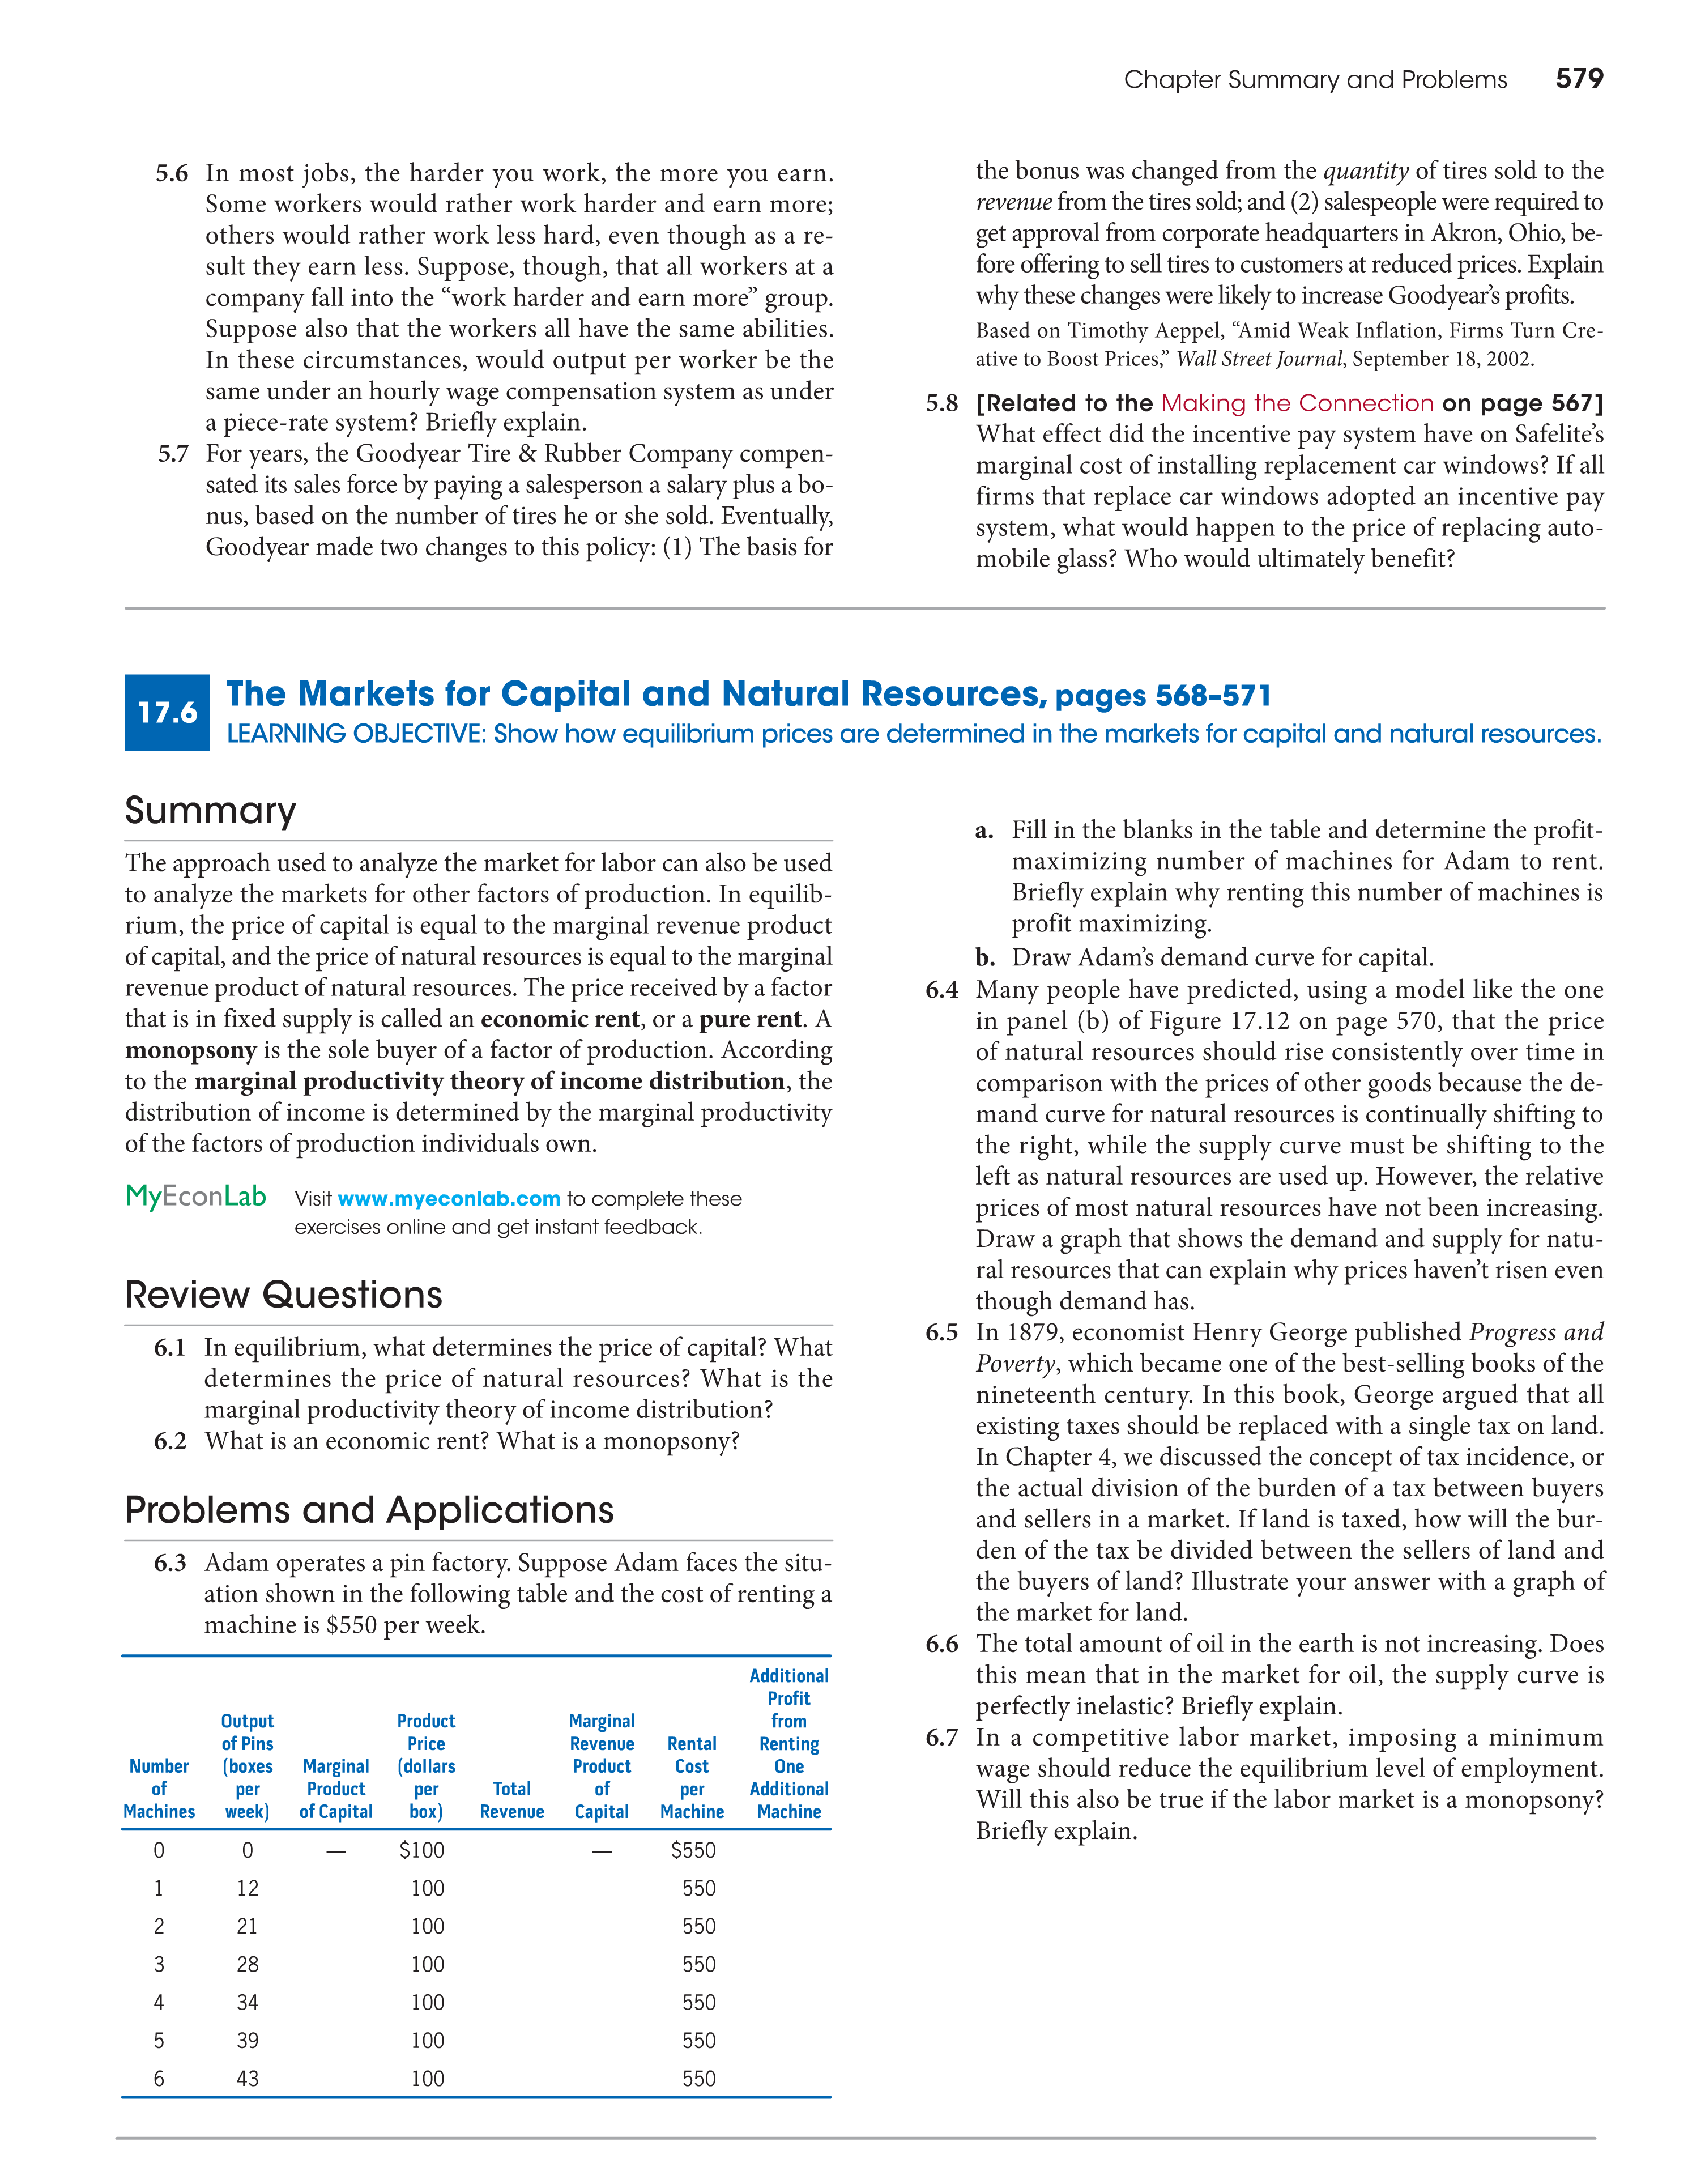 Chapter Summary and Problems 579
5.6 In most jobs, the harder you work, the more you earn.
Some workers would rather work harder and earn more;
others would rather work less hard, even though as a re-
sult they earn less. Suppose, though, that all workers at a
company fall into the “work harder and earn more” group.
Suppose also that the workers all have the same abilities.
In these circumstances, would output per worker be the
same under an hourly wage compensation system as under
a piece-rate system? Briefly explain.
5.7 For years, the Goodyear Tire & Rubber Company compen-
sated its sales force by paying a salesperson a salary plus a bo-
nus, based on the number of tires he or she sold. Eventually,
Goodyear made two changes to this policy: (1) The basis for
the bonus was changed from the quantity of tires sold to the
revenue from the tires sold; and (2) salespeople were required to
get approval from corporate headquarters in Akron, Ohio, be-
fore offering to sell tires to customers at reduced prices. Explain
why these changes were likely to increase Goodyear’s profits.
Based on Timothy Aeppel, “Amid Weak Inflation, Firms Turn Cre-
ative to Boost Prices,” Wall Street Journal, September 18, 2002.
5.8 [Related to the Making the Connection on page 567]
What effect did the incentive pay system have on Safelite’s
marginal cost of installing replacement car windows? If all
firms that replace car windows adopted an incentive pay
system, what would happen to the price of replacing auto-
mobile glass? Who would ultimately benefit?
17.6 The Markets for Capital and Natural Resources, pages 568–571
LEARNING OBJECTIVE: Show how equilibrium prices are determined in the markets for capital and natural resources.
Summary
The approach used to analyze the market for labor can also be used
to analyze the markets for other factors of production. In equilib-
rium, the price of capital is equal to the marginal revenue product
of capital, and the price of natural resources is equal to the marginal
revenue product of natural resources. The price received by a factor
that is in fixed supply is called an economic rent, or a pure rent. A
monopsony is the sole buyer of a factor of production. According
to the marginal productivity theory of income distribution, the
distribution of income is determined by the marginal productivity
of the factors of production individuals own.
MyEconLab Visit www.myeconlab.com to complete these
exercises online and get instant feedback.
Review Questions
6.1 In equilibrium, what determines the price of capital? What
determines the price of natural resources? What is the
marginal productivity theory of income distribution?
6.2 What is an economic rent? What is a monopsony?
Problems and Applications
6.3 Adam operates a pin factory. Suppose Adam faces the situ-
ation shown in the following table and the cost of renting a
machine is $550 per week.
Additional
Profit
Output Product Marginal from
of Pins Price Revenue Rental Renting
Number (boxes Marginal (dollars Product Cost One
of per Product per Total of per Additional
Machines week) of Capital box) Revenue Capital Machine Machine
0 0 — $100 — $550
1 12 100 550
2 21 100 550
3 28 100 550
4 34 100 550
5 39 100 550
6 43 100 550
a. Fill in the blanks in the table and determine the profit-
maximizing number of machines for Adam to rent.
Briefly explain why renting this number of machines is
profit maximizing.
b. Draw Adam’s demand curve for capital.
6.4 Many people have predicted, using a model like the one
in panel (b) of Figure 17.12 on page 570, that the price
of natural resources should rise consistently over time in
comparison with the prices of other goods because the de-
mand curve for natural resources is continually shifting to
the right, while the supply curve must be shifting to the
left as natural resources are used up. However, the relative
prices of most natural resources have not been increasing.
Draw a graph that shows the demand and supply for natu-
ral resources that can explain why prices haven’t risen even
though demand has.
6.5 In 1879, economist Henry George published Progress and
Poverty, which became one of the best-selling books of the
nineteenth century. In this book, George argued that all
existing taxes should be replaced with a single tax on land.
In Chapter 4, we discussed the concept of tax incidence, or
the actual division of the burden of a tax between buyers
and sellers in a market. If land is taxed, how will the bur-
den of the tax be divided between the sellers of land and
the buyers of land? Illustrate your answer with a graph of
the market for land.
6.6 The total amount of oil in the earth is not increasing. Does
this mean that in the market for oil, the supply curve is
perfectly inelastic? Briefly explain.
6.7 In a competitive labor market, imposing a minimum
wage should reduce the equilibrium level of employment.
Will this also be true if the labor market is a monopsony?
Briefly explain.